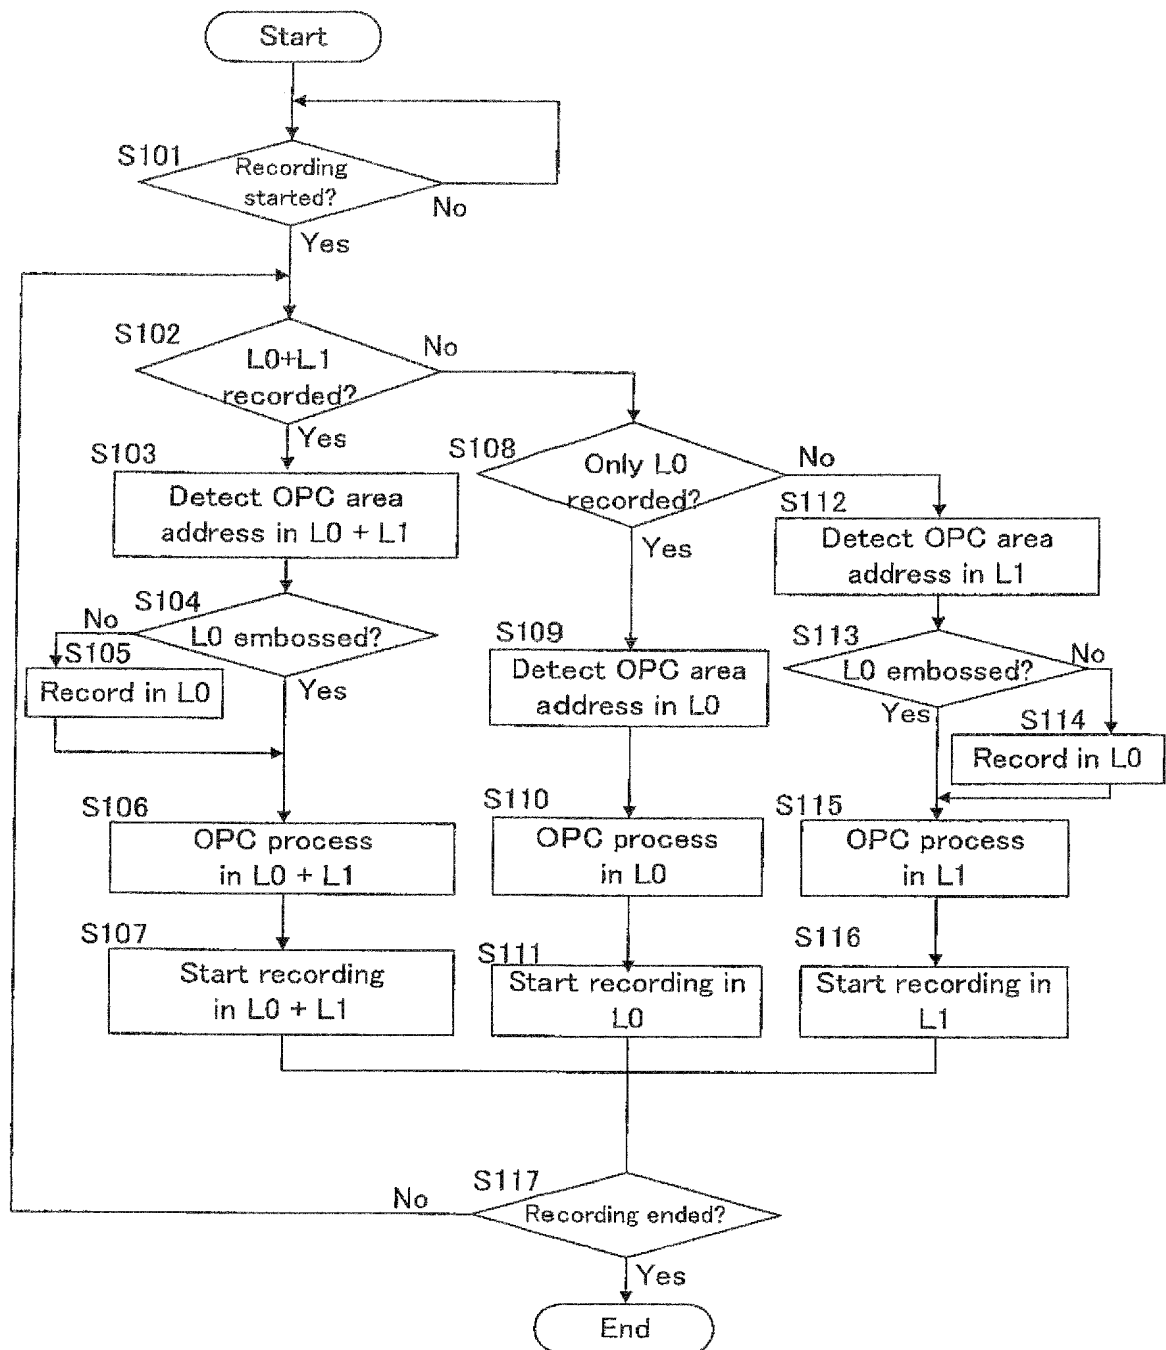 Start
S101
Recording
started?
No
Yes
S102
L0+L1
recorded?
No
Yes
S103
Detect OPC area
address in L0 + L1
S108
Only L0
recorded?
No
Yes
S112
Detect OPC area
address in L1
S104
L0 embossed?
No
Yes
S105
Record in L0
S109
Detect OPC area
address in L0
S113
L0 embossed?
No
Yes
S114
Record in L0
S106
OPC process
in L0 + L1
S110
OPC process
in L0
S115
OPC process
in L1
S107
Start recording
in L0 + L1
S111
Start recording in
L0
S116
Start recording in
L1
S117
Recording ended?
No
Yes
End